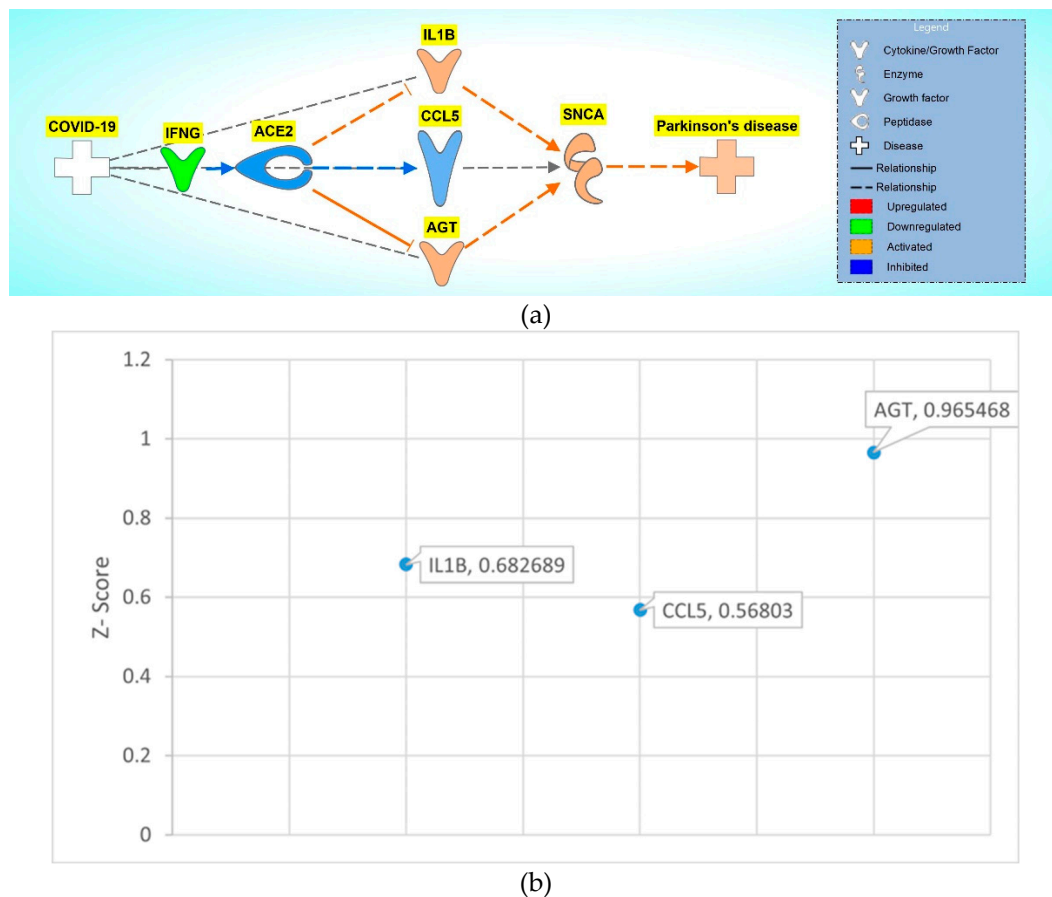 IL1B
COVID-19
IFNG
ACE2
CCL5
SNCA
Parkinson's disease
AGT
Legend
Cytokine/Growth Factor
Enzyme
Growth factor
Peptidase
Disease
Relationship
Relationship
Upregulated
Downregulated
Activated
Inhibited
(a)
Z- Score
1.2
1
0.8
0.6
0.4
0.2
0
AGT, 0.965468
IL1B, 0.682689
CCL5, 0.56803
(b)